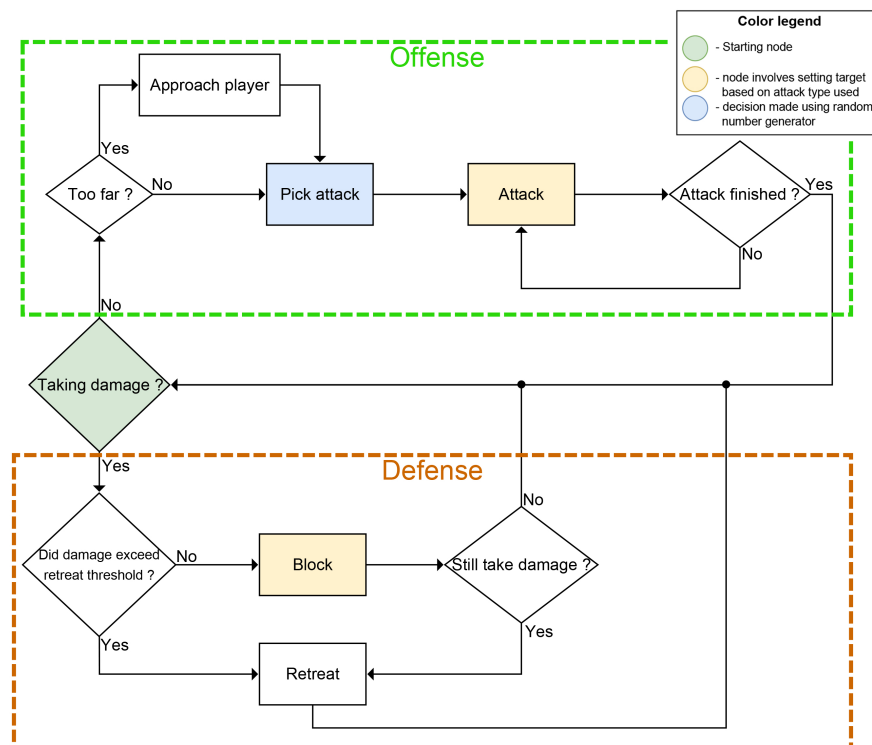 Color legend
- Starting node
- node involves setting target
based on attack type used
- decision made using random
number generator
Offense
Approach player
Yes
Too far ?
No
Pick attack
Attack
Attack finished ?
Yes
No
No
Taking damage ?
Yes
Defense
Did damage exceed
retreat threshold ?
No
Block
Still take damage ?
No
Yes
Yes
Retreat